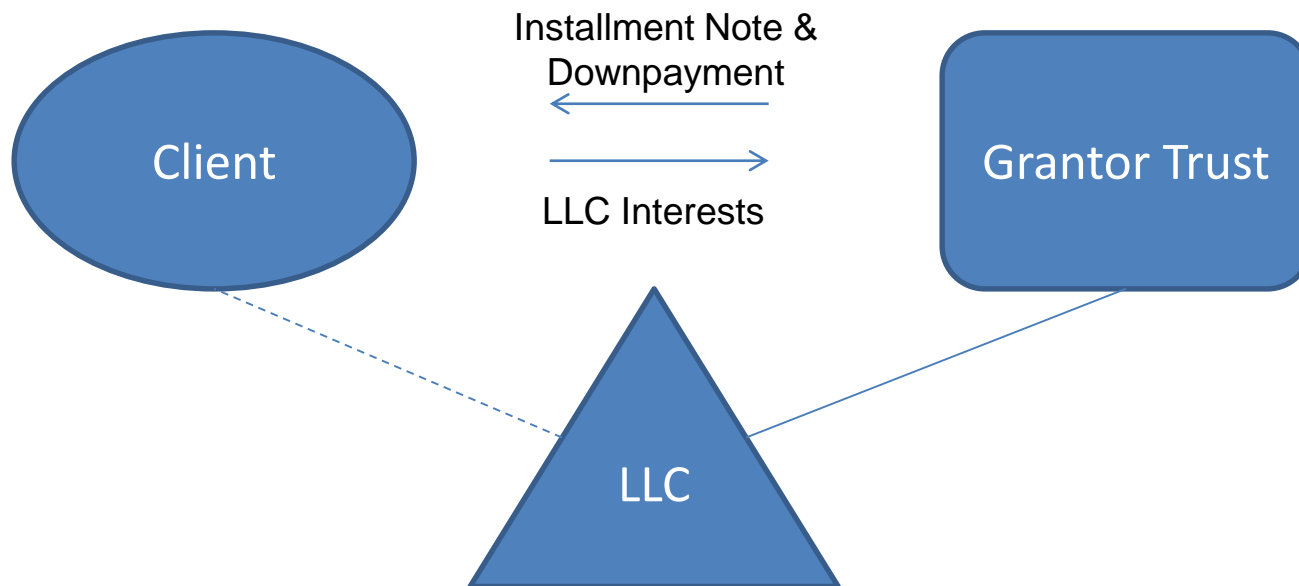 Installment Note &
Downpayment
Client
Grantor Trust
LLC Interests
LLC